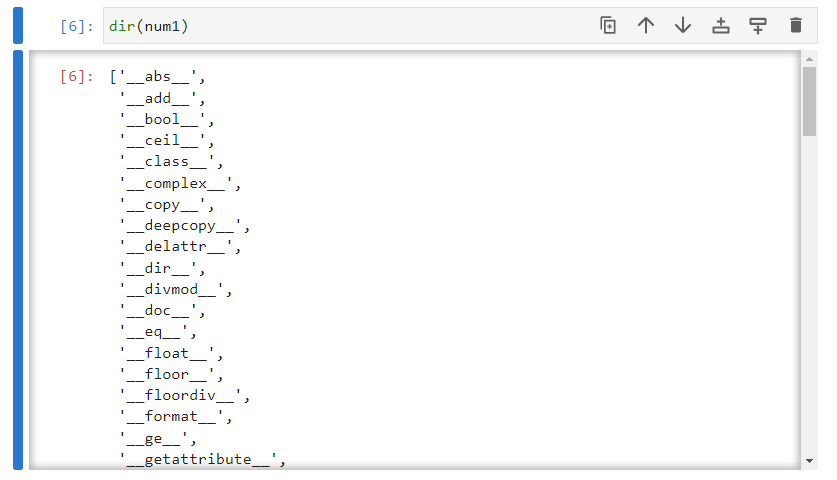 [6]: dir(num1)
[6]: ['__abs__',
'__add__',
'__bool__',
'__ceil__',
'__class__',
'__complex__',
'__copy__',
'__deepcopy__',
'__delattr__',
'__dir__',
'__divmod__',
'__doc__',
'__eq__',
'__float__',
'__floor__',
'__floordiv__',
'__format__',
'__ge__',
'__getattribute__',